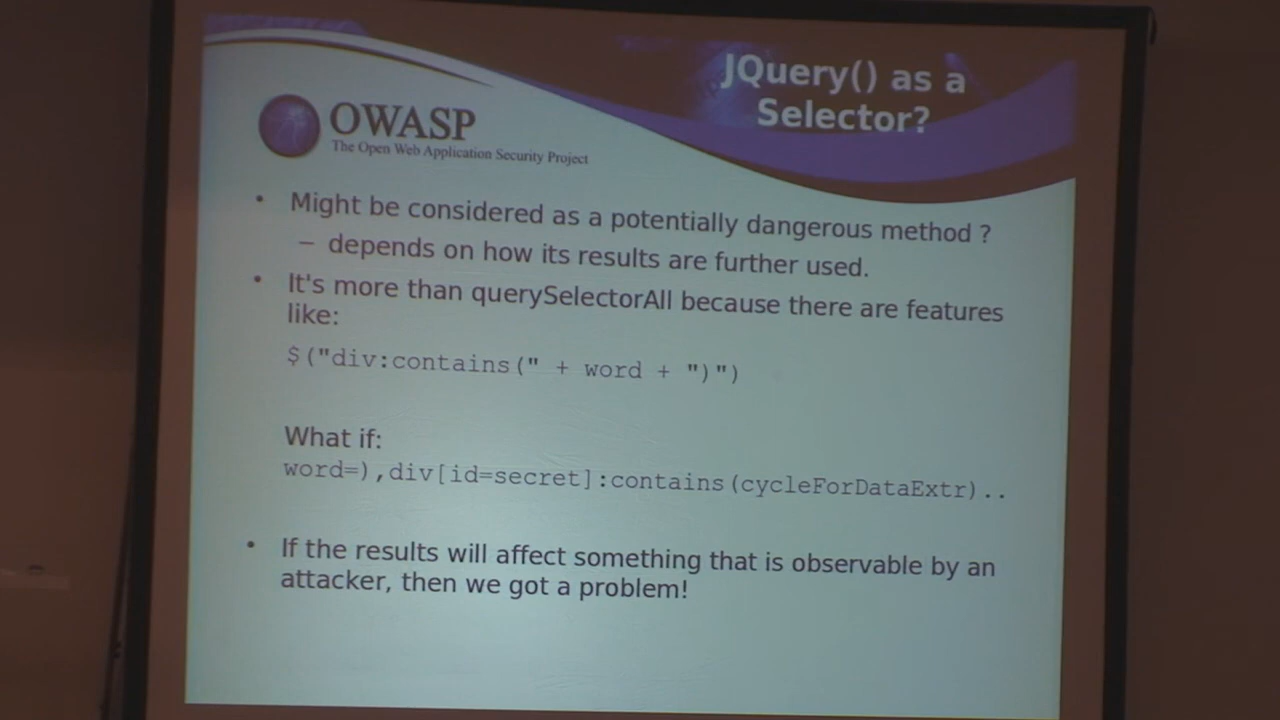 JQuery() as a
Selector?
OWASP
The Open Web Application Security Project
• Might be considered as a potentially dangerous method ?
– depends on how its results are further used.
• It's more than querySelectorAll because there are features
like:
$("div:contains(" + word + ")")
What if:
word=),div[id=secret]:contains(cycleForDataExtr)..
• If the results will affect something that is observable by an
attacker, then we got a problem!